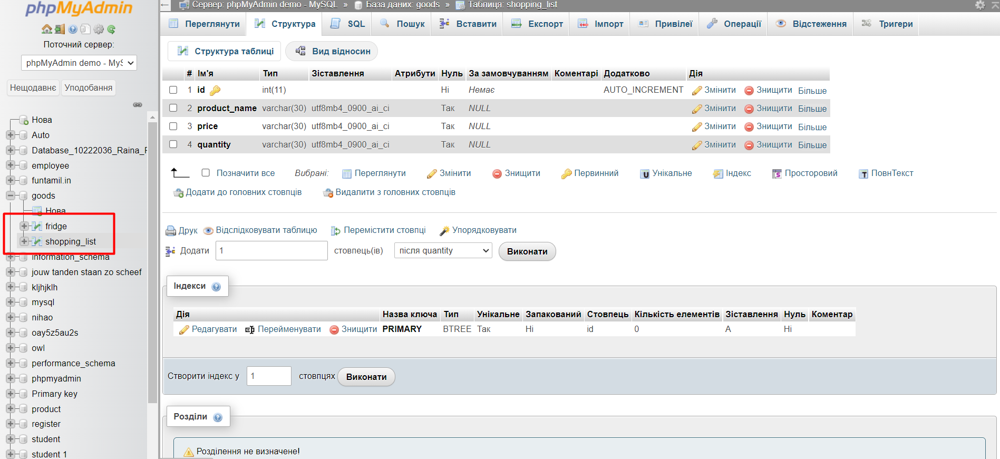 phpMyAdmin
Поточний сервер:
phpMyAdmin demo - MyS
Нещодавнє Уподобання
Нова
Auto
Database_10222036_Raina_
employee
funtamil.in
goods
Нова
fridge
shopping_list
information_schema
jouw tanden staan zo scheef
kljhjklh
mysql
nihao
oay5z5au2s
owl
performance_schema
phpmyadmin
Primary key
product
register
student
student 1
Сервер: phpMyAdmin demo - MySQL » База даних: goods » Таблиця: shopping_list
Переглянути Структура SQL Пошук Вставити Експорт Імпорт Привілеї Операції Відстеження Тригери
Структура таблиці Вид відносин
# Ім'я Тип Зіставлення Атрибути Нуль За замовчуванням Коментарі Додатково Дія
1 id int(11) Ні Немає AUTO_INCREMENT Змінити Знищити Більше
2 product_name varchar(30) utf8mb4_0900_ai_ci Так NULL Змінити Знищити Більше
3 price varchar(30) utf8mb4_0900_ai_ci Так NULL Змінити Знищити Більше
4 quantity varchar(30) utf8mb4_0900_ai_ci Так NULL Змінити Знищити Більше
Позначити все Вибрані: Переглянути Змінити Знищити Первинний Унікальне Індекс Просторовий ПовнТекст
Додати до головних стовпців Видалити з головних стовпців
Друк Відслідковувати таблицю Перемістити стовпці Упорядковувати
Додати 1 стовпець(ів) після quantity Виконати
Індекси
Дія Назва ключа Тип Унікальне Запакований Стовпець Кількість елементів Зіставлення Нуль Коментар
Редагувати Перейменувати Знищити PRIMARY BTREE Так Ні id 0 A Ні
Створити індекс у 1 стовпцях Виконати
Розділи
Розділення не визначене!